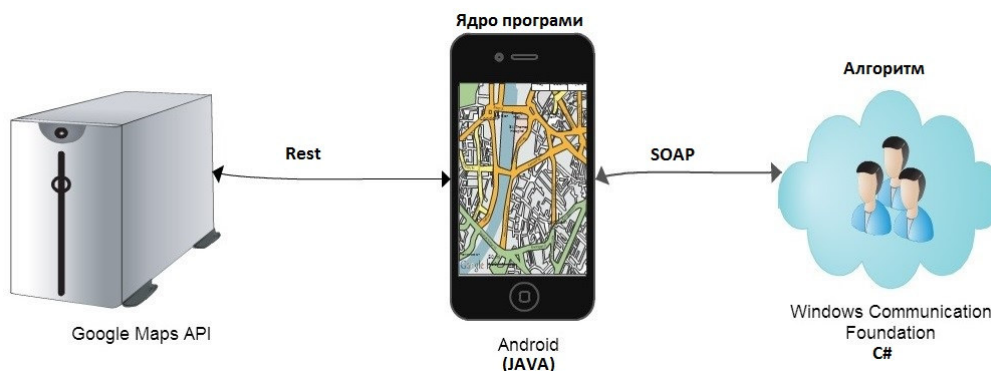 Ядро програми
Алгоритм
Rest
SOAP
Google Maps API
Android
(JAVA)
Windows Communication
Foundation
C#